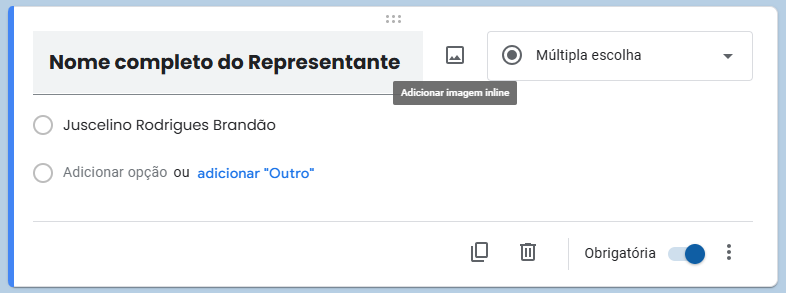 Nome completo do Representante
Múltipla escolha
Adicionar imagem inline
Juscelino Rodrigues Brandão
Adicionar opção ou adicionar "Outro"
Obrigatória